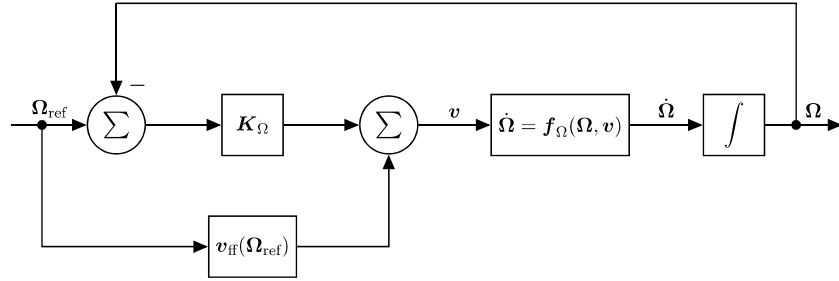 −
Ω_ref
∑
K_Ω
∑
v
Ω̇ = f_Ω(Ω, v)
Ω̇
∫
Ω
v_ff(Ω_ref)